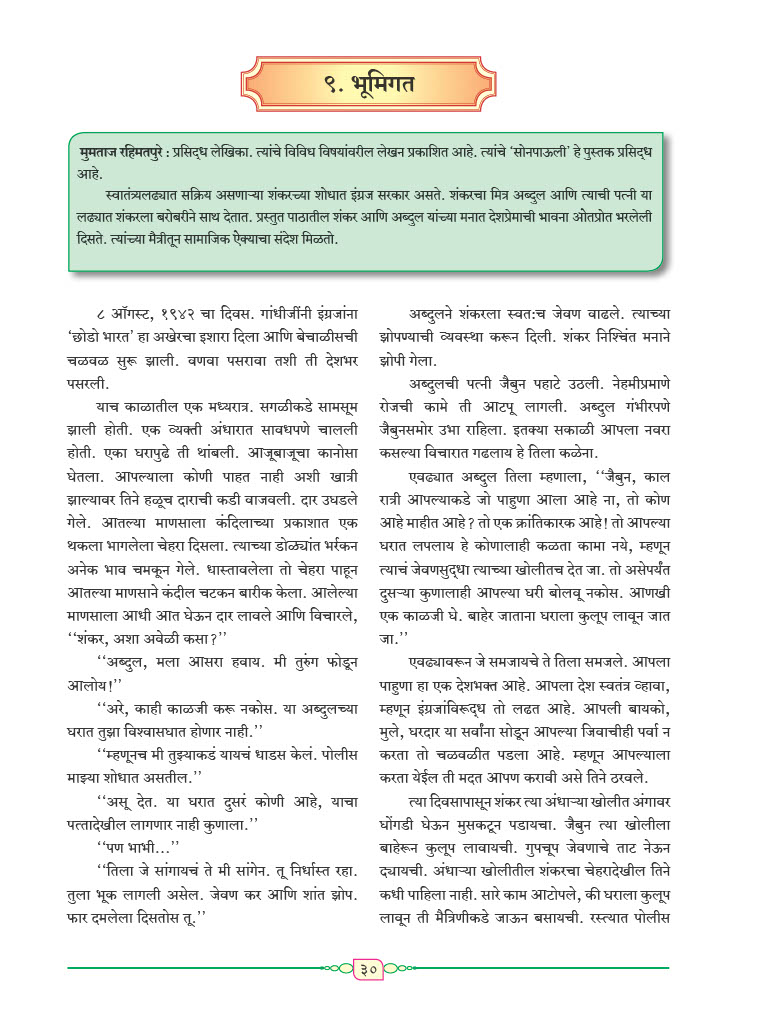 ९. भूमिगत
मुमताज रहिमतपुरे : प्रसिद्ध लेखिका. त्यांचे विविध विषयांवरील लेखन प्रकाशित आहे. त्यांचे ‘सोनपाऊली’ हे पुस्तक प्रसिद्ध
आहे.
स्वातंत्र्यलढ्यात सक्रिय असणाऱ्या शंकरच्या शोधात इंग्रज सरकार असते. शंकरचा मित्र अब्दुल आणि त्याची पत्नी या
लढ्यात शंकरला बरोबरीने साथ देतात. प्रस्तुत पाठातील शंकर आणि अब्दुल यांच्या मनात देशप्रेमाची भावना ओतप्रोत भरलेली
दिसते. त्यांच्या मैत्रीतून सामाजिक ऐक्याचा संदेश मिळतो.
८ ऑगस्ट, १९४२ चा दिवस. गांधीजींनी इंग्रजांना
‘छोडो भारत’ हा अखेरचा इशारा दिला आणि बेचाळीसची
चळवळ सुरू झाली. वणवा पसरावा तशी ती देशभर
पसरली.
याच काळातील एक मध्यरात्र. सगळीकडे सामसूम
झाली होती. एक व्यक्ती अंधारात सावधपणे चालली
होती. एका घरापुढे ती थांबली. आजूबाजूचा कानोसा
घेतला. आपल्याला कोणी पाहत नाही अशी खात्री
झाल्यावर तिने हळूच दाराची कडी वाजवली. दार उघडले
गेले. आतल्या माणसाला कंदिलाच्या प्रकाशात एक
थकला भागलेला चेहरा दिसला. त्याच्या डोळ्यांत भर्रकन
अनेक भाव चमकून गेले. धास्तावलेला तो चेहरा पाहून
आतल्या माणसाने कंदील चटकन बारीक केला. आलेल्या
माणसाला आधी आत घेऊन दार लावले आणि विचारले,
‘‘शंकर, अशा अवेळी कसा?’’
‘‘अब्दुल, मला आसरा हवाय. मी तुरुंग फोडून
आलोय!’’
‘‘अरे, काही काळजी करू नकोस. या अब्दुलच्या
घरात तुझा विश्वासघात होणार नाही.’’
‘‘म्हणूनच मी तुझ्याकडं यायचं धाडस केलं. पोलीस
माझ्या शोधात असतील.’’
‘‘असू देत. या घरात दुसरं कोणी आहे, याचा
पत्तादेखील लागणार नाही कुणाला.’’
‘‘पण भाभी...’’
‘‘तिला जे सांगायचं ते मी सांगेन. तू निर्धास्त रहा.
तुला भूक लागली असेल. जेवण कर आणि शांत झोप.
फार दमलेला दिसतोस तू.’’
अब्दुलने शंकरला स्वत:च जेवण वाढले. त्याच्या
झोपण्याची व्यवस्था करून दिली. शंकर निश्चिंत मनाने
झोपी गेला.
अब्दुलची पत्नी जैबुन पहाटे उठली. नेहमीप्रमाणे
रोजची कामे ती आटपू लागली. अब्दुल गंभीरपणे
जैबुनसमोर उभा राहिला. इतक्या सकाळी आपला नवरा
कसल्या विचारात गढलाय हे तिला कळेना.
एवढ्यात अब्दुल तिला म्हणाला, ‘‘जैबुन, काल
रात्री आपल्याकडे जो पाहुणा आला आहे ना, तो कोण
आहे माहीत आहे? तो एक क्रांतिकारक आहे! तो आपल्या
घरात लपलाय हे कोणालाही कळता कामा नये, म्हणून
त्याचं जेवणसुद्धा त्याच्या खोलीतच देत जा. तो असेपर्यंत
दुसऱ्या कुणालाही आपल्या घरी बोलवू नकोस. आणखी
एक काळजी घे. बाहेर जाताना घराला कुलूप लावून जात
जा.’’
एवढ्यावरून जे समजायचे ते तिला समजले. आपला
पाहुणा हा एक देशभक्त आहे. आपला देश स्वतंत्र व्हावा,
म्हणून इंग्रजांविरूद्ध तो लढत आहे. आपली बायको,
मुले, घरदार या सर्वांना सोडून आपल्या जिवाचीही पर्वा न
करता तो चळवळीत पडला आहे. म्हणून आपल्याला
करता येईल ती मदत आपण करावी असे तिने ठरवले.
त्या दिवसापासून शंकर त्या अंधाऱ्या खोलीत अंगावर
घोंगडी घेऊन मुसकटून पडायचा. जैबुन त्या खोलीला
बाहेरून कुलूप लावायची. गुपचूप जेवणाचे ताट नेऊन
द्यायची. अंधाऱ्या खोलीतील शंकरचा चेहरादेखील तिने
कधी पाहिला नाही. सारे काम आटोपले, की घराला कुलूप
लावून ती मैत्रिणीकडे जाऊन बसायची. रस्त्यात पोलीस
३०